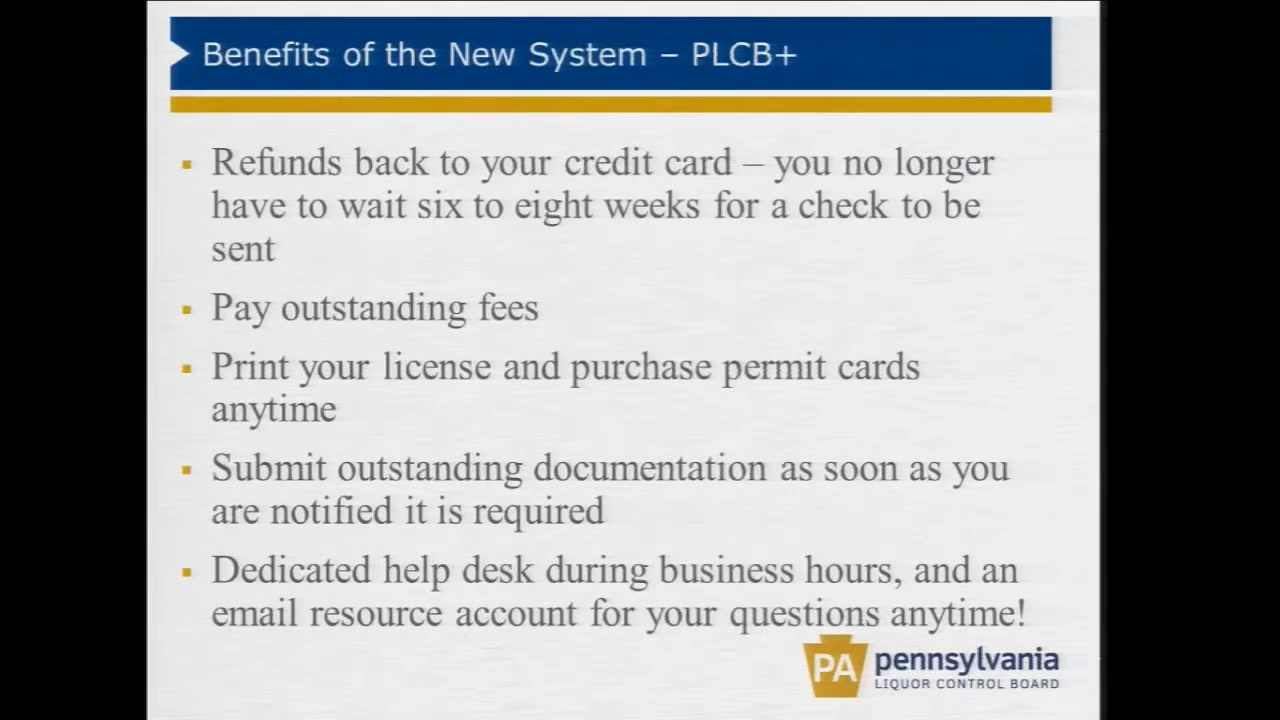 Benefits of the New System – PLCB+
▪ Refunds back to your credit card – you no longer
have to wait six to eight weeks for a check to be
sent
▪ Pay outstanding fees
▪ Print your license and purchase permit cards
anytime
▪ Submit outstanding documentation as soon as you
are notified it is required
▪ Dedicated help desk during business hours, and an
email resource account for your questions anytime!
PA pennsylvania
LIQUOR CONTROL BOARD